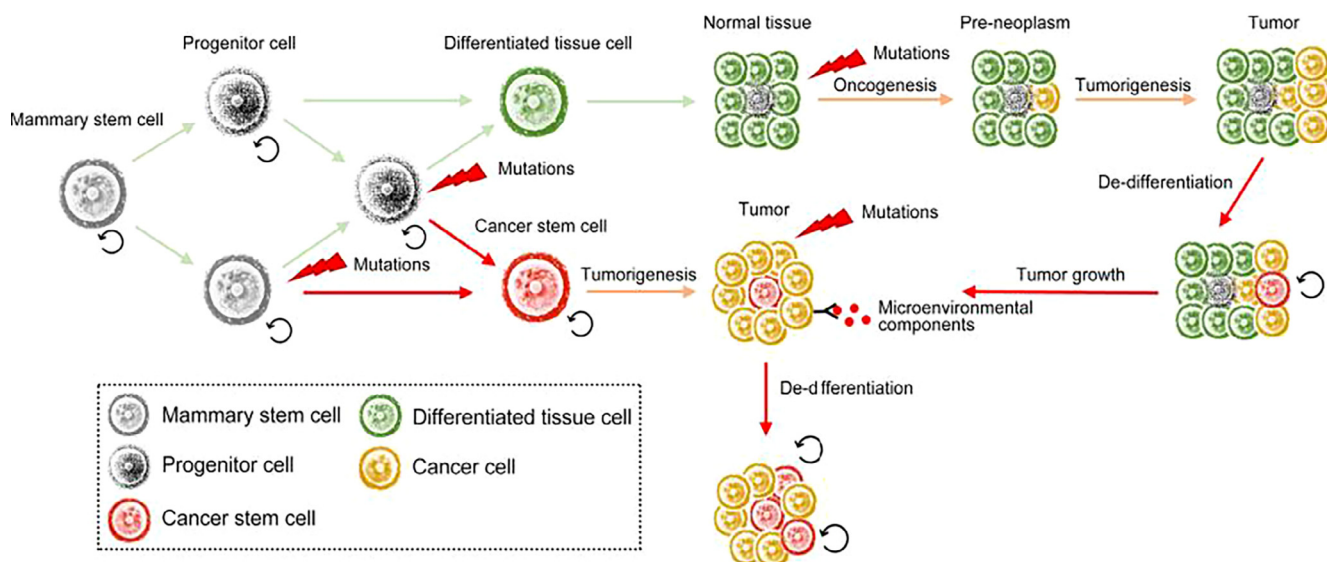 Normal tissue
Pre-neoplasm
Tumor
Progenitor cell
Differentiated tissue cell
Mutations
Oncogenesis
Tumorigenesis
Mammary stem cell
Mutations
De-differentiation
Cancer stem cell
Tumor
Mutations
Mutations
Tumorigenesis
Tumor growth
Microenvironmental
components
De-d fferentiation
Mammary stem cell
Differentiated tissue cell
Progenitor cell
Cancer cell
Cancer stem cell